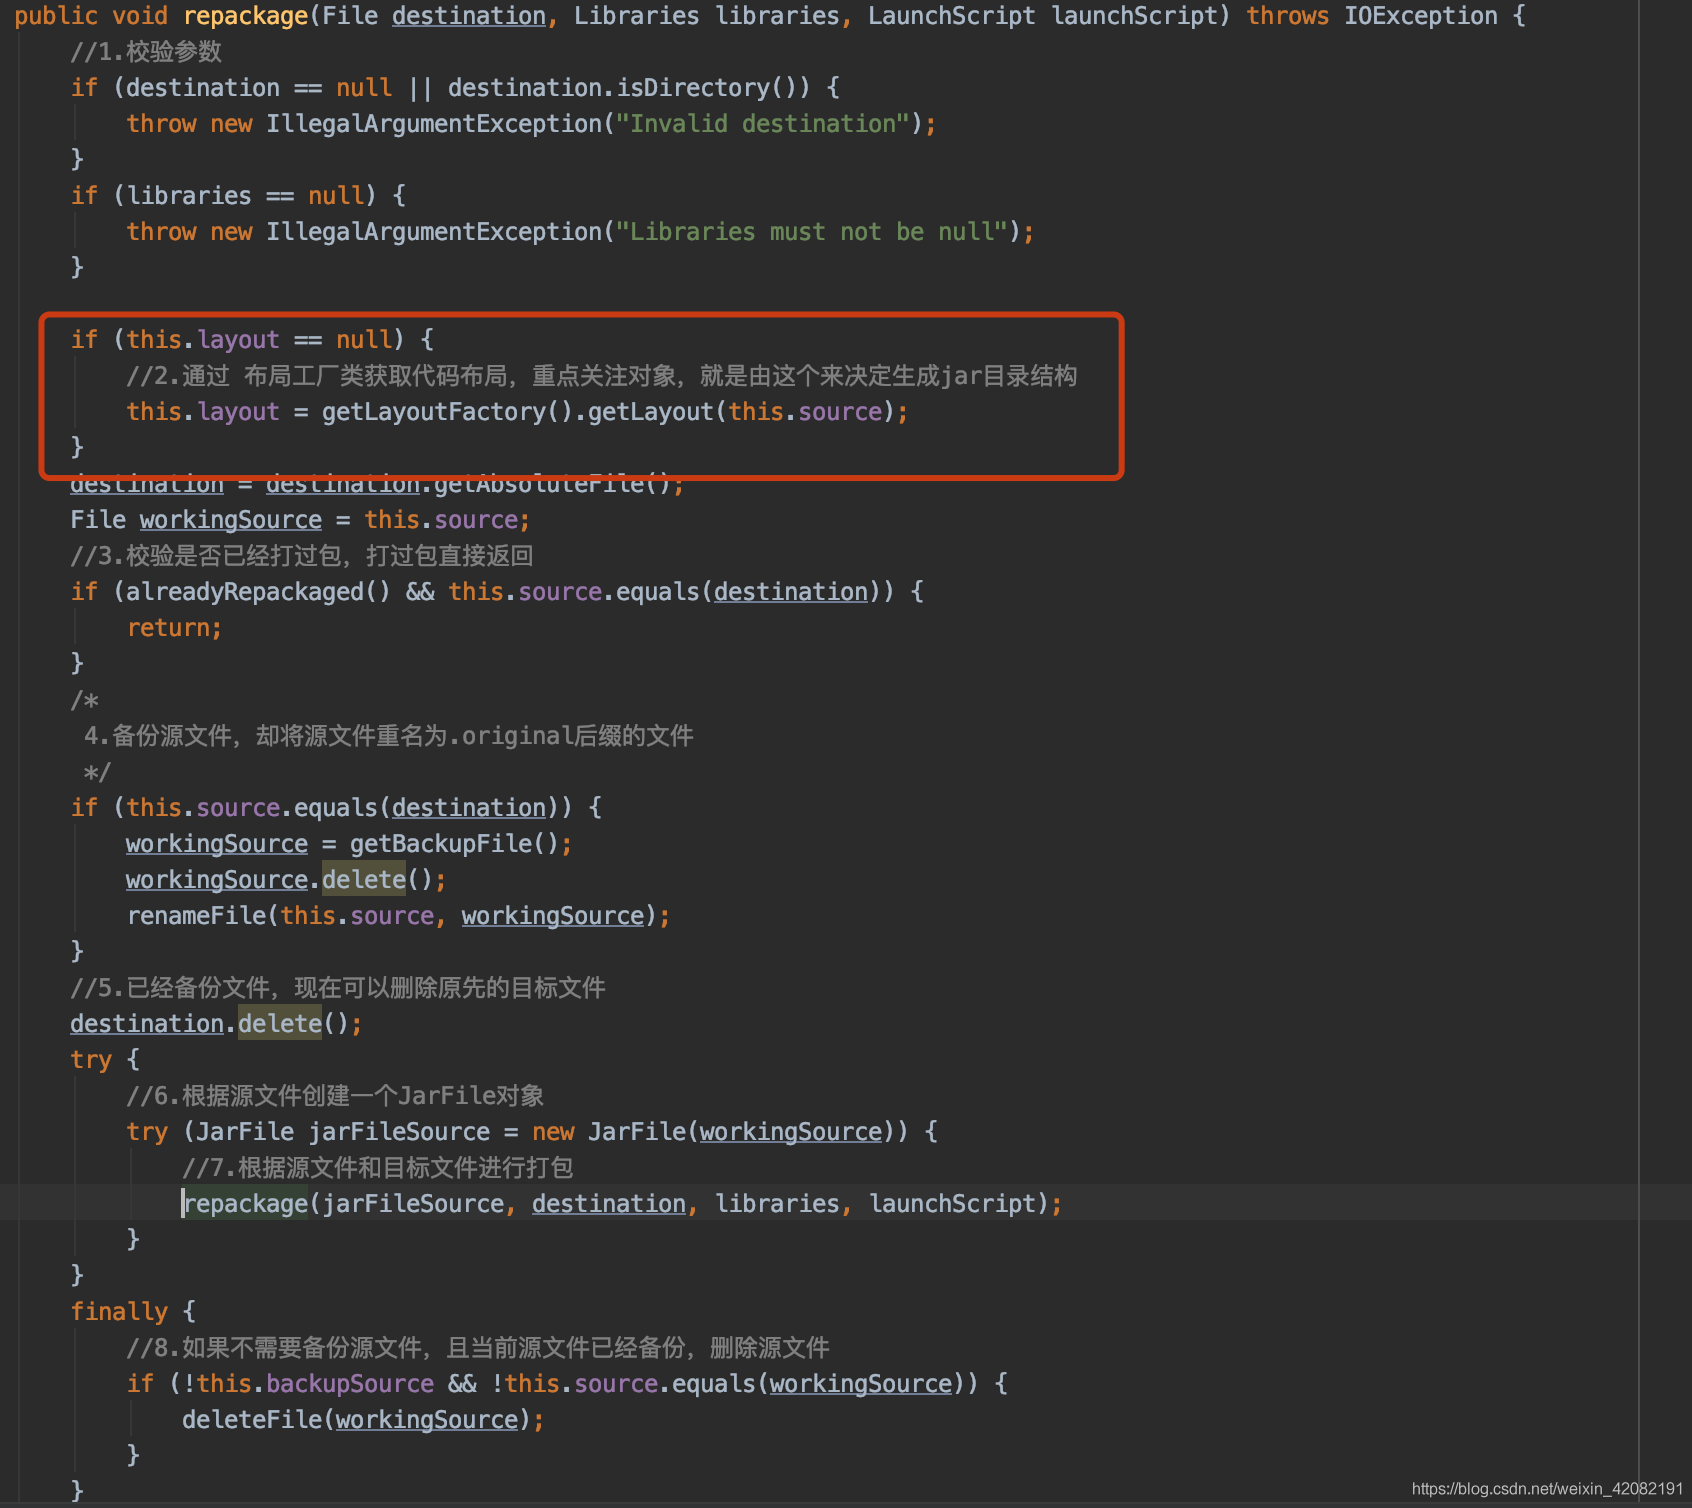 public void repackage(File destination, Libraries libraries, LaunchScript launchScript) throws IOException {
//1.校验参数
if (destination == null || destination.isDirectory()) {
throw new IllegalArgumentException("Invalid destination");
}
if (libraries == null) {
throw new IllegalArgumentException("Libraries must not be null");
}
if (this.layout == null) {
//2.通过 布局工厂类获取代码布局，重点关注对象，就是由这个来决定生成jar目录结构
this.layout = getLayoutFactory().getLayout(this.source);
}
destination = destination.getAbsoluteFile();
File workingSource = this.source;
//3.校验是否已经打过包，打过包直接返回
if (alreadyRepackaged() && this.source.equals(destination)) {
return;
}
/*
4.备份源文件，却将源文件重名为.original后缀的文件
*/
if (this.source.equals(destination)) {
workingSource = getBackupFile();
workingSource.delete();
renameFile(this.source, workingSource);
}
//5.已经备份文件，现在可以删除原先的目标文件
destination.delete();
try {
//6.根据源文件创建一个JarFile对象
try (JarFile jarFileSource = new JarFile(workingSource)) {
//7.根据源文件和目标文件进行打包
repackage(jarFileSource, destination, libraries, launchScript);
}
}
finally {
//8.如果不需要备份源文件，且当前源文件已经备份，删除源文件
if (!this.backupSource && !this.source.equals(workingSource)) {
deleteFile(workingSource);
}
}
https://blog.csdn.net/weixin_42082191